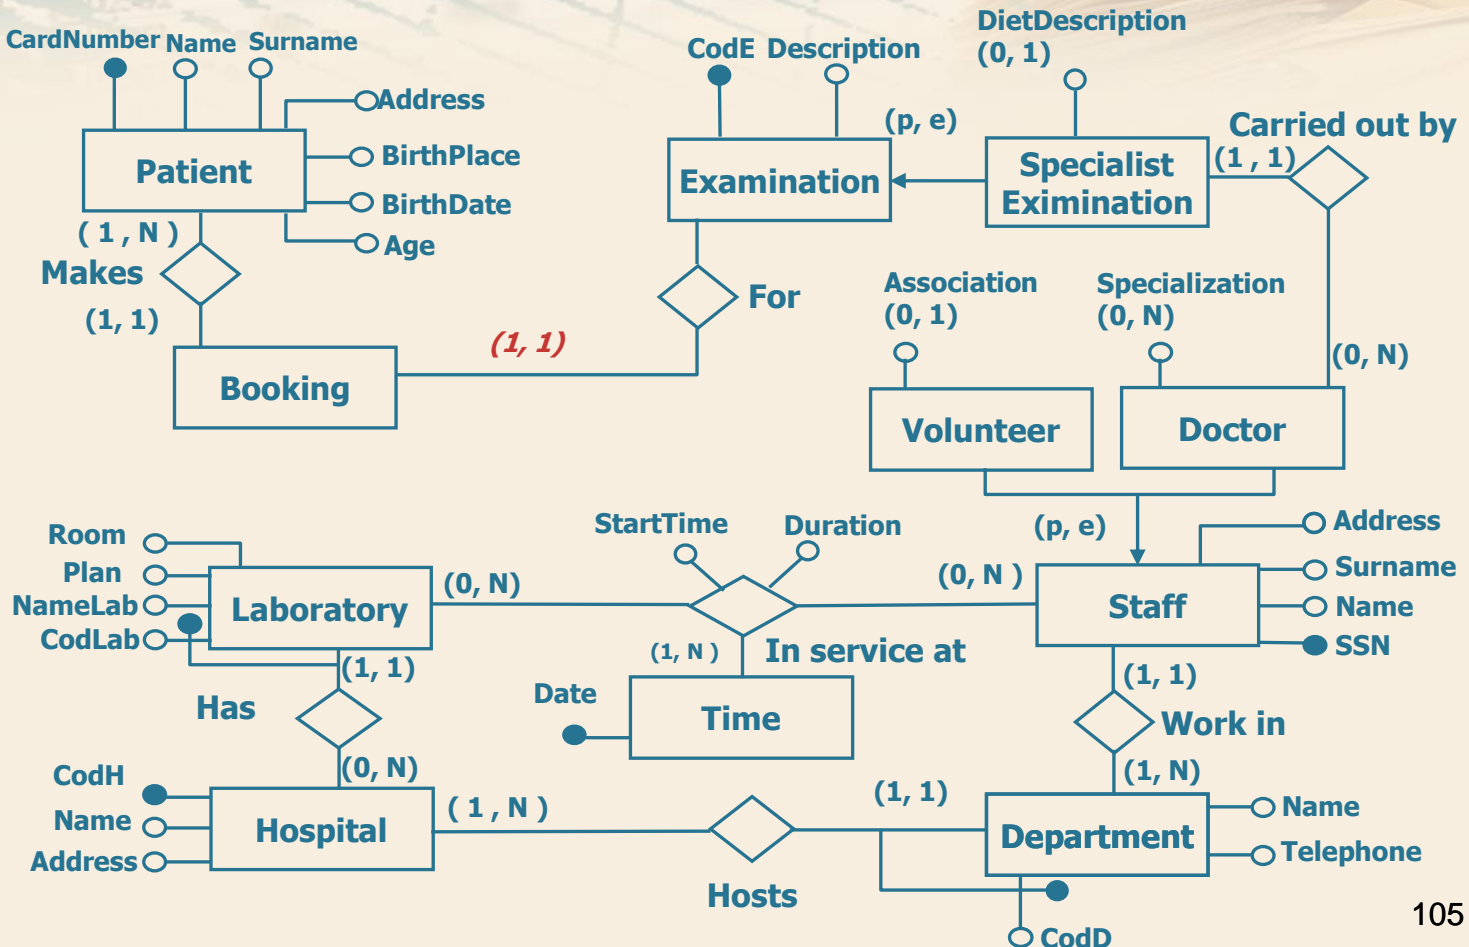 DietDescription
(0, 1)
CardNumber Name Surname
CodE Description
Address
(p, e)
Carried out by
Patient
BirthPlace
Examination
Specialist
Eximination
(1 , 1)
BirthDate
( 1 , N )
Age
Makes
(1, 1)
For
Association
(0, 1)
Specialization
(0, N)
(1, 1)
(0, N)
Booking
Volunteer
Doctor
Room
StartTime
Duration
(p, e)
Address
Plan
(0, N)
(0, N )
Surname
NameLab
Laboratory
Staff
Name
CodLab
SSN
(1, 1)
(1, N )
In service at
(1, 1)
Has
Date
Time
Work in
(0, N)
(1, N)
CodH
( 1 , N )
(1, 1)
Name
Name
Hospital
Department
Address
Telephone
Hosts
105
CodD